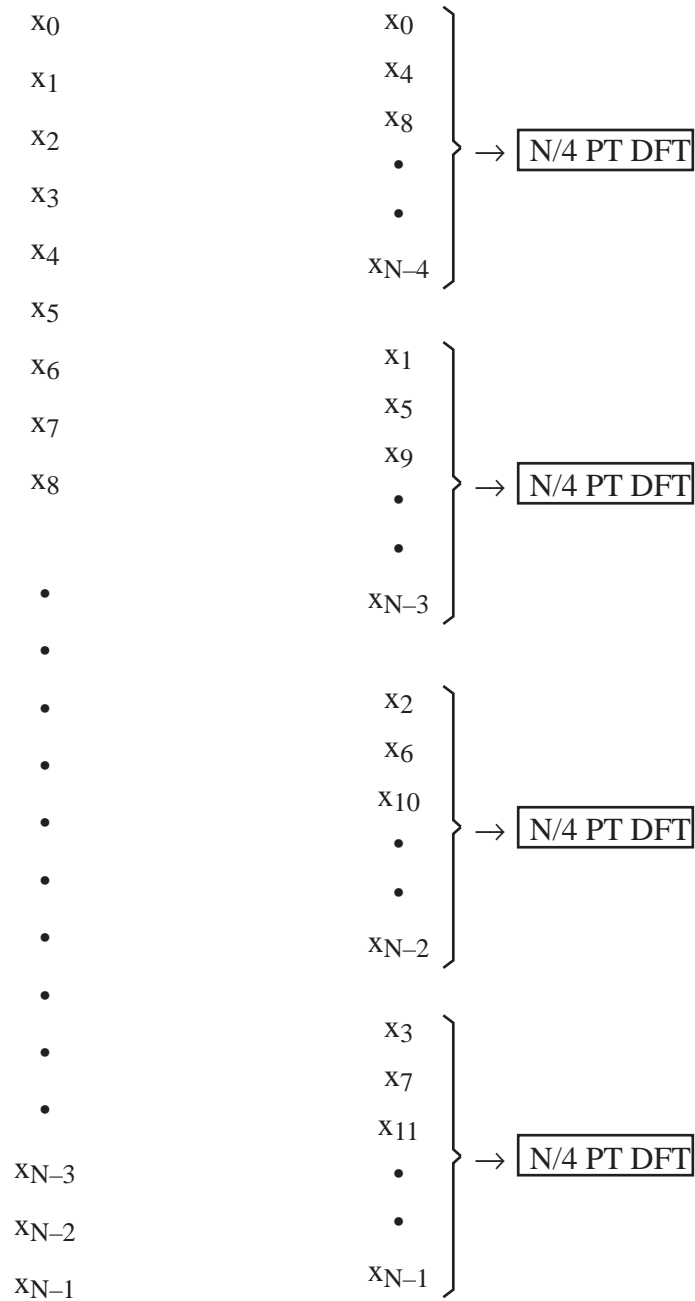 x0
x1
x2
x3
x4
x5
x6
x7
x8
•
•
•
•
•
•
•
•
•
•
xN–3
xN–2
xN–1
x0
x4
x8
•
•
xN–4
→ N/4 PT DFT
x1
x5
x9
•
•
xN–3
→ N/4 PT DFT
x2
x6
x10
•
•
xN–2
→ N/4 PT DFT
x3
x7
x11
•
•
xN–1
→ N/4 PT DFT